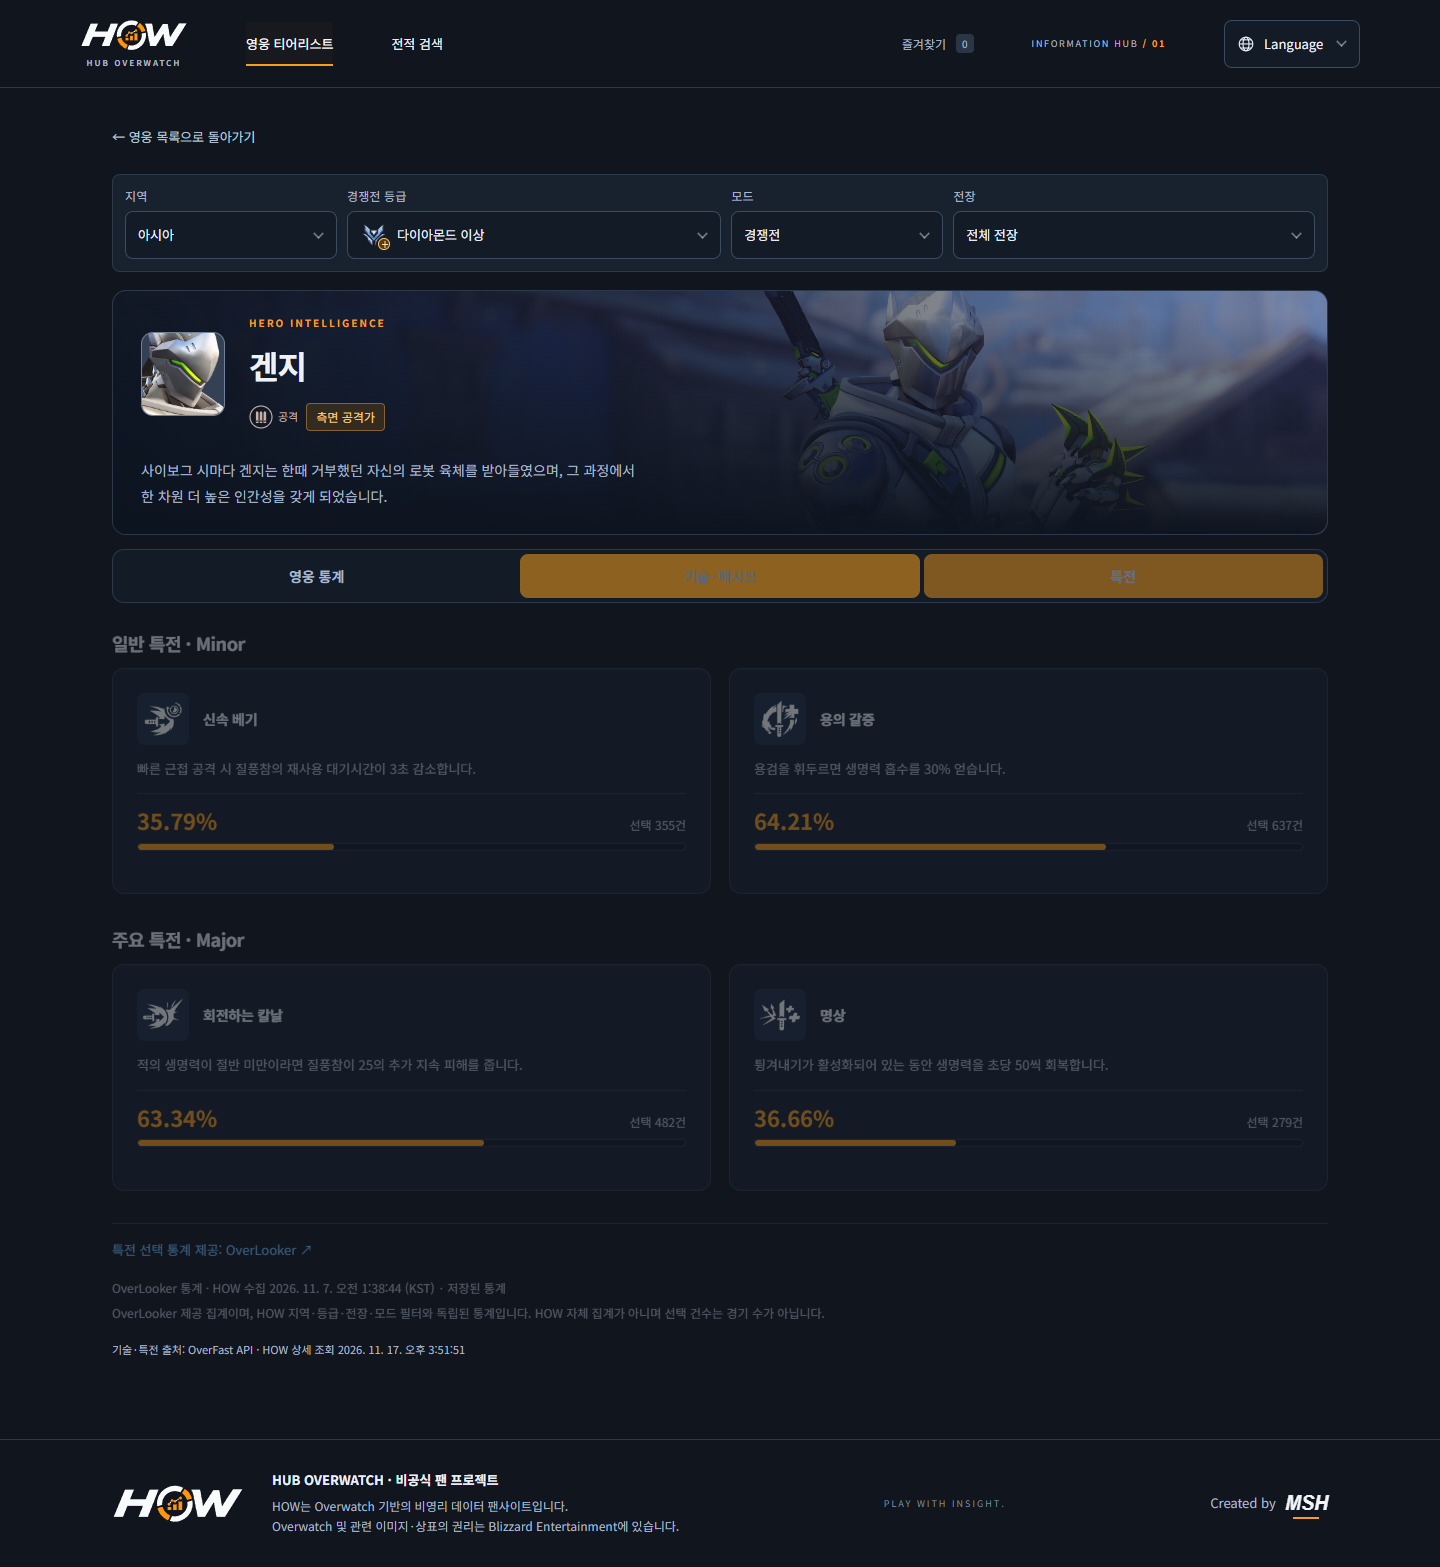 HOW
HUB OVERWATCH
영웅 티어리스트
전적 검색
즐겨찾기 0
INFORMATION HUB / 01
Language
← 영웅 목록으로 돌아가기
지역
경쟁전 등급
모드
전장
아시아
다이아몬드 이상
경쟁전
전체 전장
HERO INTELLIGENCE
겐지
공격
측면 공격가
사이보그 시마다 겐지는 한때 거부했던 자신의 로봇 육체를 받아들였으며, 그 과정에서
한 차원 더 높은 인간성을 갖게 되었습니다.
영웅 통계
기술·패시브
특전
일반 특전 · Minor
신속 베기
빠른 근접 공격 시 질풍참의 재사용 대기시간이 3초 감소합니다.
35.79%
선택 355건
용의 갈증
용검을 휘두르면 생명력 흡수를 30% 얻습니다.
64.21%
선택 637건
주요 특전 · Major
회전하는 칼날
적의 생명력이 절반 미만이라면 질풍참이 25의 추가 지속 피해를 줍니다.
63.34%
선택 482건
명상
튕겨내기가 활성화되어 있는 동안 생명력을 초당 50씩 회복합니다.
36.66%
선택 279건
특전 선택 통계 제공: OverLooker ↗
OverLooker 통계 · HOW 수집 2026. 11. 7. 오전 1:38:44 (KST) · 저장된 통계
OverLooker 제공 집계이며, HOW 지역·등급·전장·모드 필터와 독립된 통계입니다. HOW 자체 집계가 아니며 선택 건수는 경기 수가 아닙니다.
기술·특전 출처: OverFast API · HOW 상세 조회 2026. 11. 17. 오후 3:51:51
HOW
HUB OVERWATCH · 비공식 팬 프로젝트
HOW는 Overwatch 기반의 비영리 데이터 팬사이트입니다.
Overwatch 및 관련 이미지·상표의 권리는 Blizzard Entertainment에 있습니다.
PLAY WITH INSIGHT.
Created by MSH